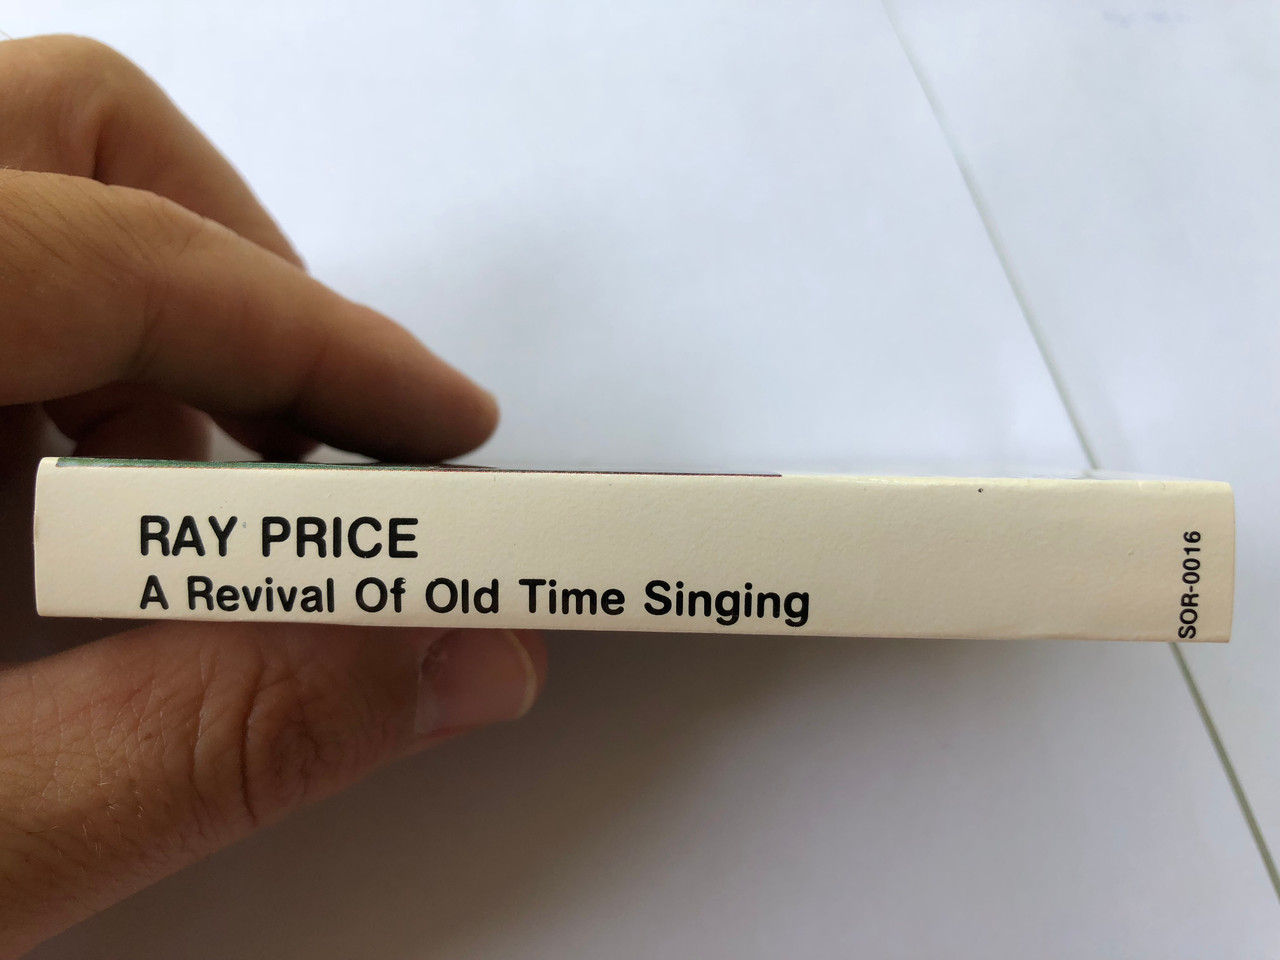 RAY PRICE
A Revival Of Old Time Singing
SOR-0016